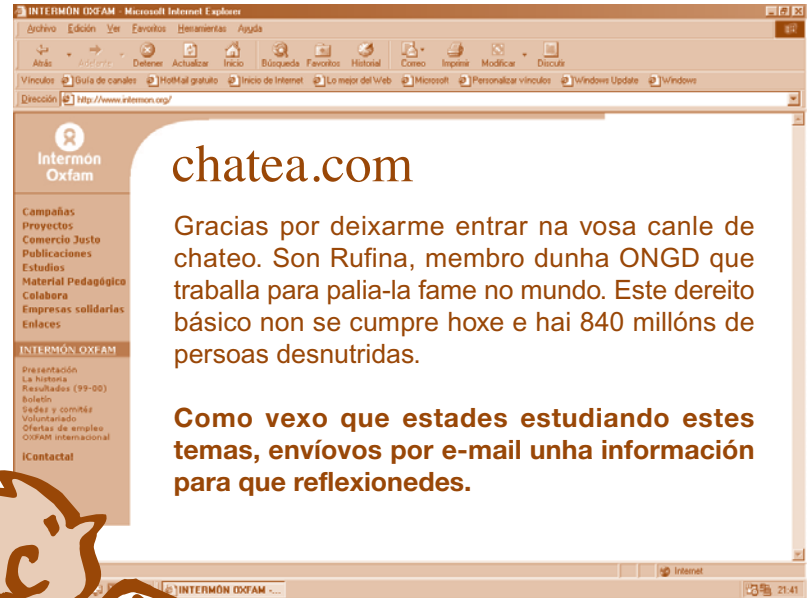 INTERMÓN OXFAM - Microsoft Internet Explorer
Archivo Edición Ver Favoritos Herramientas Ayuda
Atrás Adelante Detener Actualizar Inicio Búsqueda Favoritos Historial Correo Imprimir Modificar Discutir
Vínculos Guía de canales HotMail gratuito Inicio de Internet Lo mejor del Web Microsoft Personalizar vínculos Windows Update Windows
Dirección http://www.intermon.org/
Intermón
Oxfam
Campañas
Proyectos
Comercio Justo
Publicaciones
Estudios
Material Pedagógico
Colabora
Empresas solidarias
Enlaces
INTERMÓN OXFAM
Presentación
La historia
Resultados (99-00)
Boletín
Sedes y comités
Voluntariado
Ofertas de empleo
OXFAM internacional
¡Contacta!
chatea.com
Gracias por deixarme entrar na vosa canle de
chateo. Son Rufina, membro dunha ONGD que
traballa para palia-la fame no mundo. Este dereito
básico non se cumpre hoxe e hai 840 millóns de
persoas desnutridas.
Como vexo que estades estudiando estes
temas, envíovos por e-mail unha información
para que reflexionedes.
Internet
INTERMÓN OXFAM -...
21:41